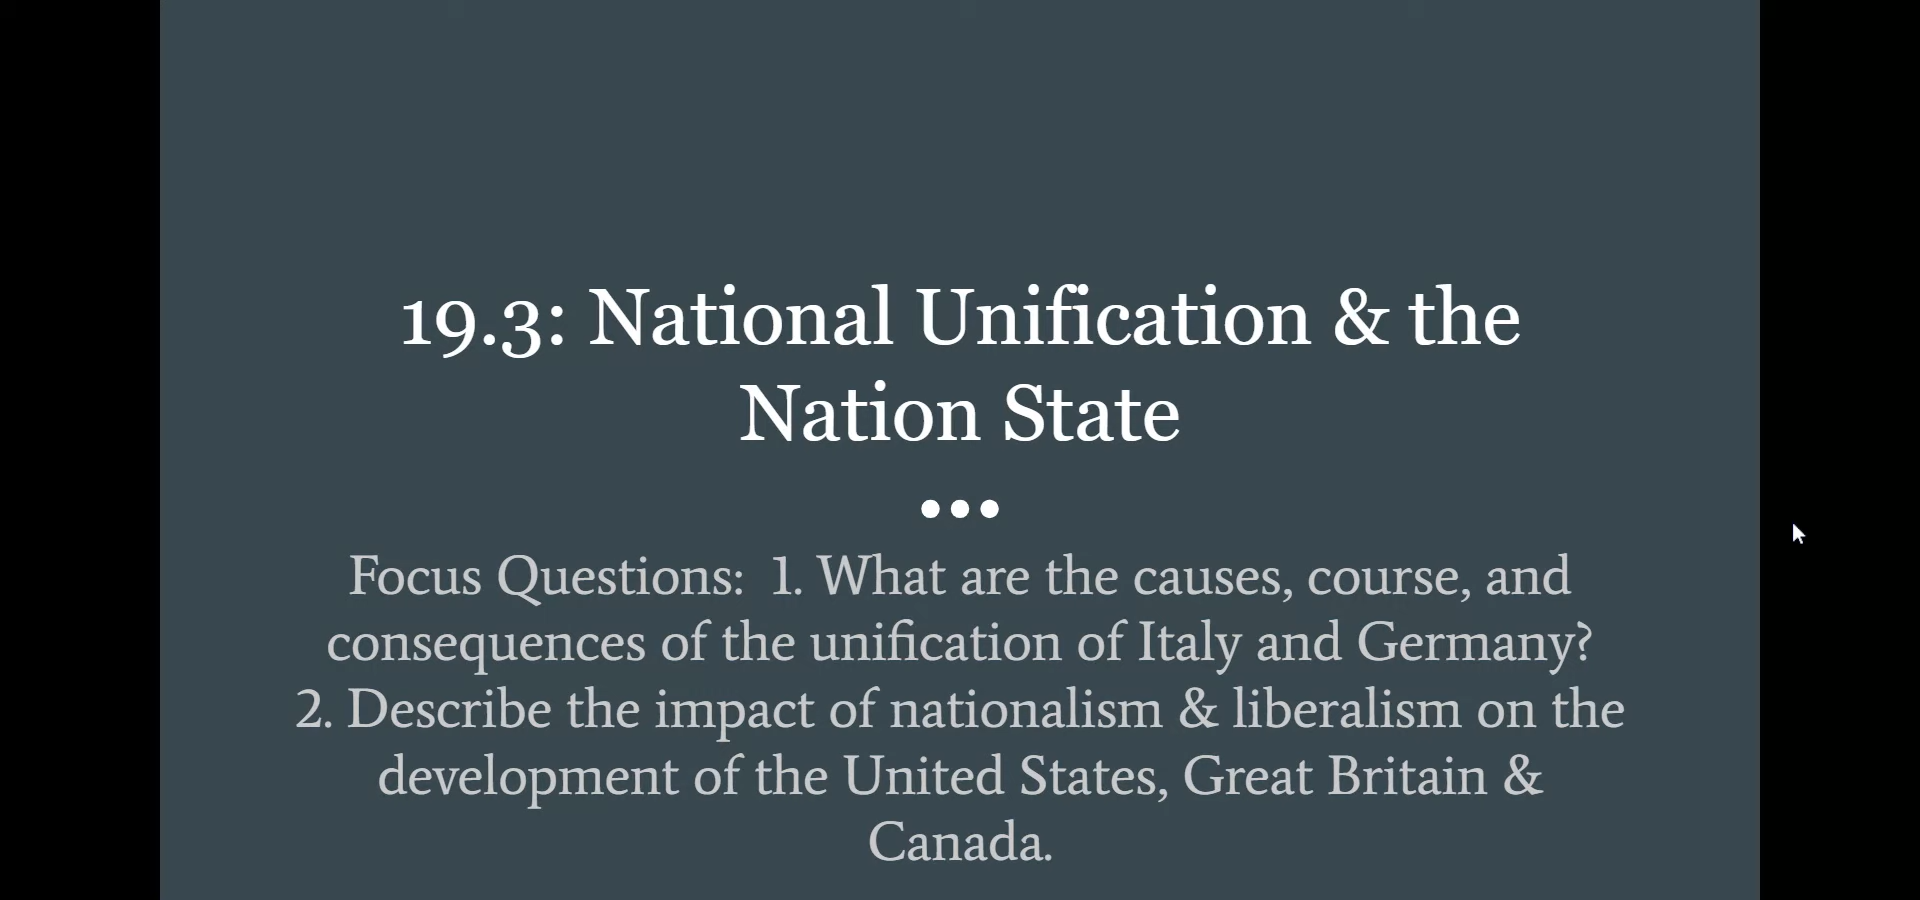 19.3: National Unification & the
Nation State
Focus Questions:  1. What are the causes, course, and
consequences of the unification of Italy and Germany?
2. Describe the impact of nationalism & liberalism on the
development of the United States, Great Britain &
Canada.